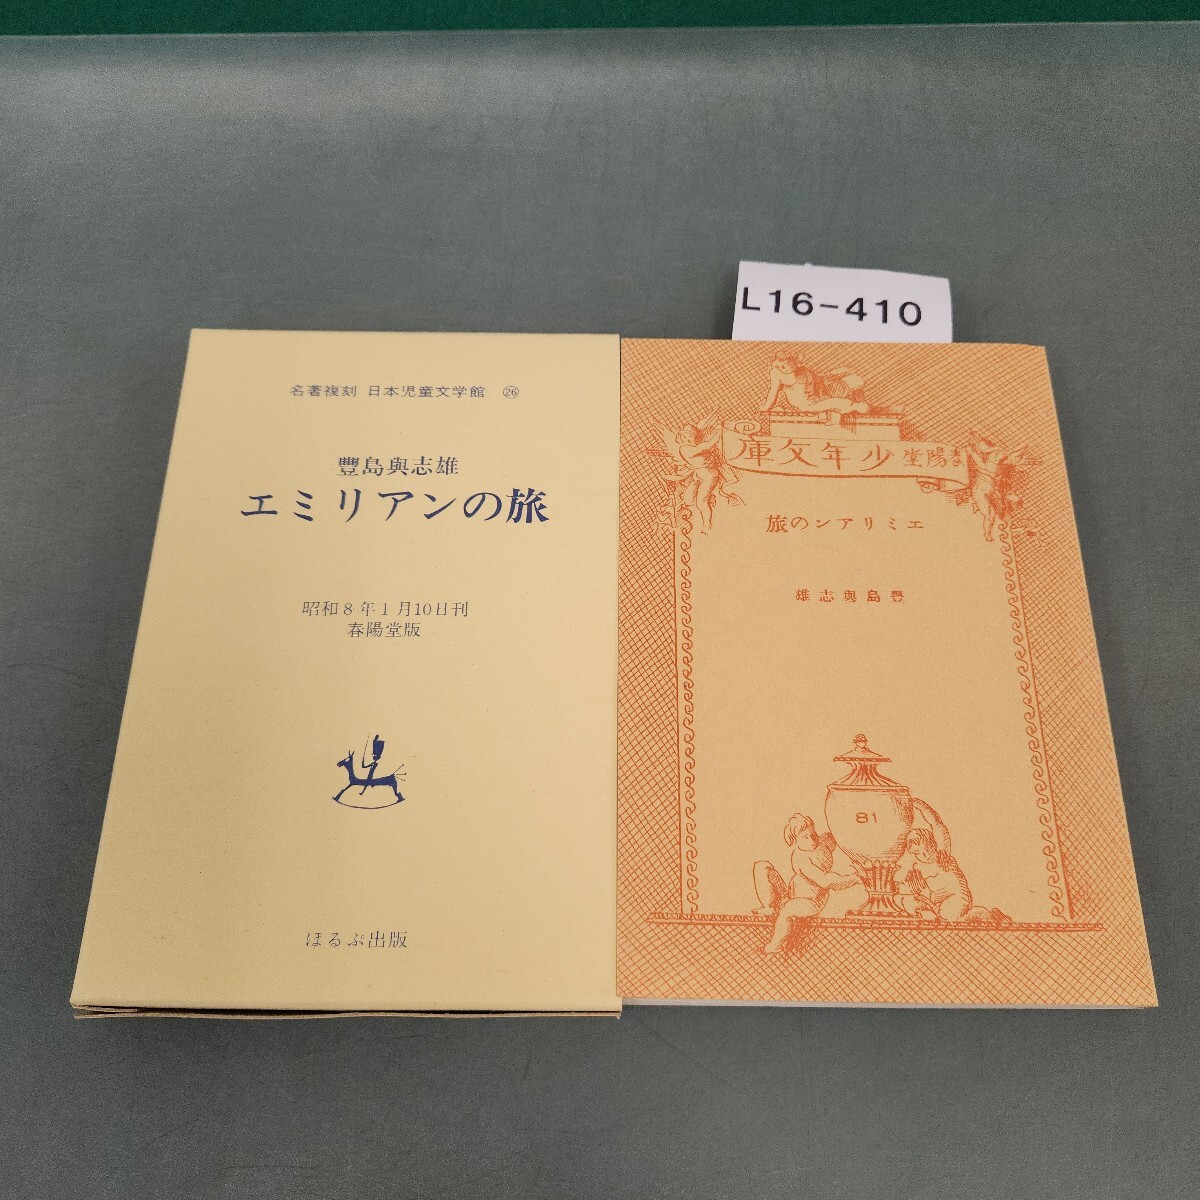 L16-410
名著複刻 日本児童文学館 ㉖
豐島與志雄
エミリアンの旅
昭和8年1月10日刊
春陽堂版
ほるぷ出版
庫文年少堂陽春
旅のンアリミエ
雄志與島豐
81